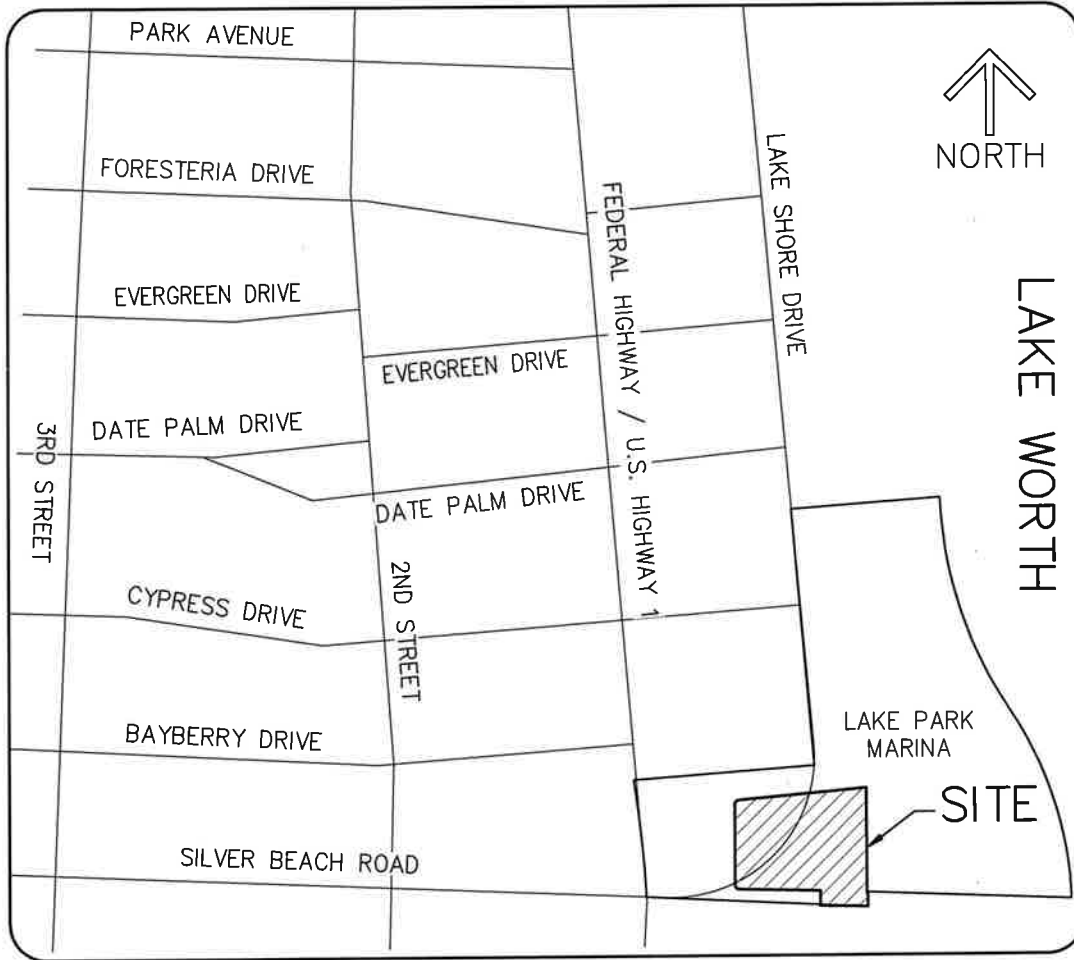 PARK AVENUE
NORTH
FORESTERIA DRIVE
LAKE SHORE DRIVE
FEDERAL HIGHWAY / U.S. HIGHWAY 1
LAKE WORTH
EVERGREEN DRIVE
EVERGREEN DRIVE
DATE PALM DRIVE
3RD STREET
DATE PALM DRIVE
2ND STREET
CYPRESS DRIVE
LAKE PARK
MARINA
BAYBERRY DRIVE
SITE
SILVER BEACH ROAD